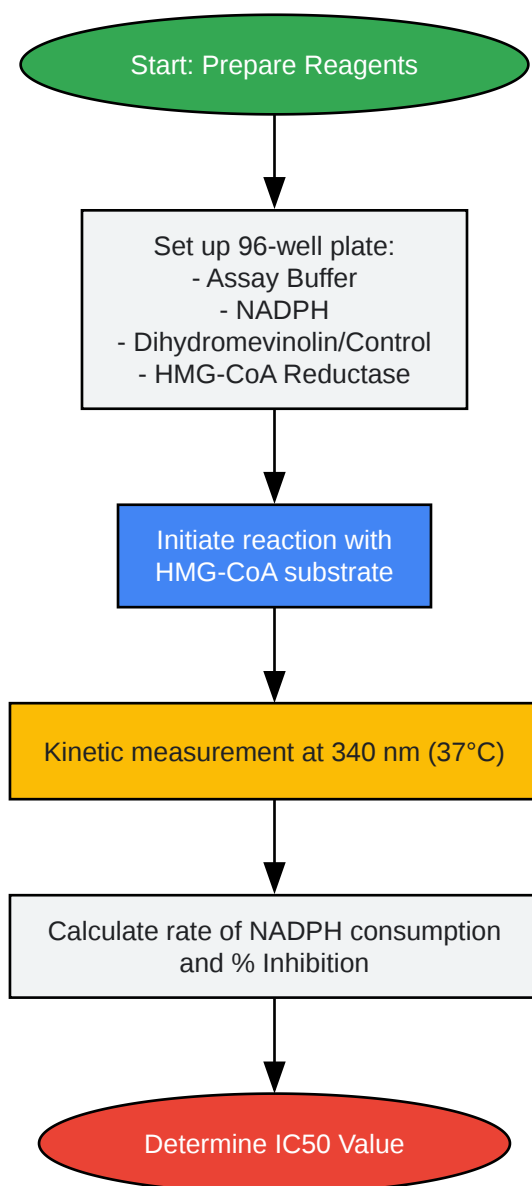 Start: Prepare Reagents
Set up 96-well plate:
- Assay Buffer
- NADPH
- Dihydromevinolin/Control
- HMG-CoA Reductase
Initiate reaction with
HMG-CoA substrate
Kinetic measurement at 340 nm (37°C)
Calculate rate of NADPH consumption
and % Inhibition
Determine IC50 Value